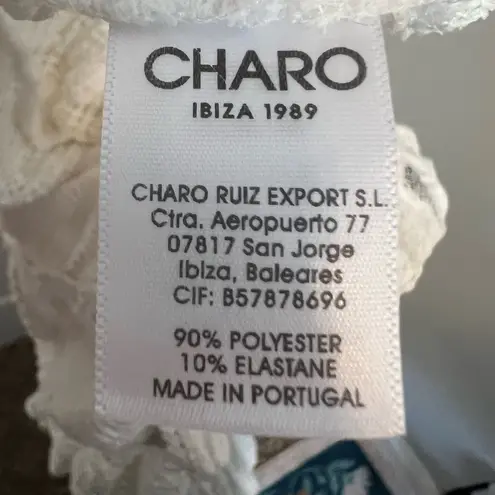 CHARO
IBIZA 1989
CHARO RUIZ EXPORT S.L.
Ctra. Aeropuerto 77
07817 San Jorge
Ibiza, Baleares
CIF: B57878696
90% POLYESTER
10% ELASTANE
MADE IN PORTUGAL